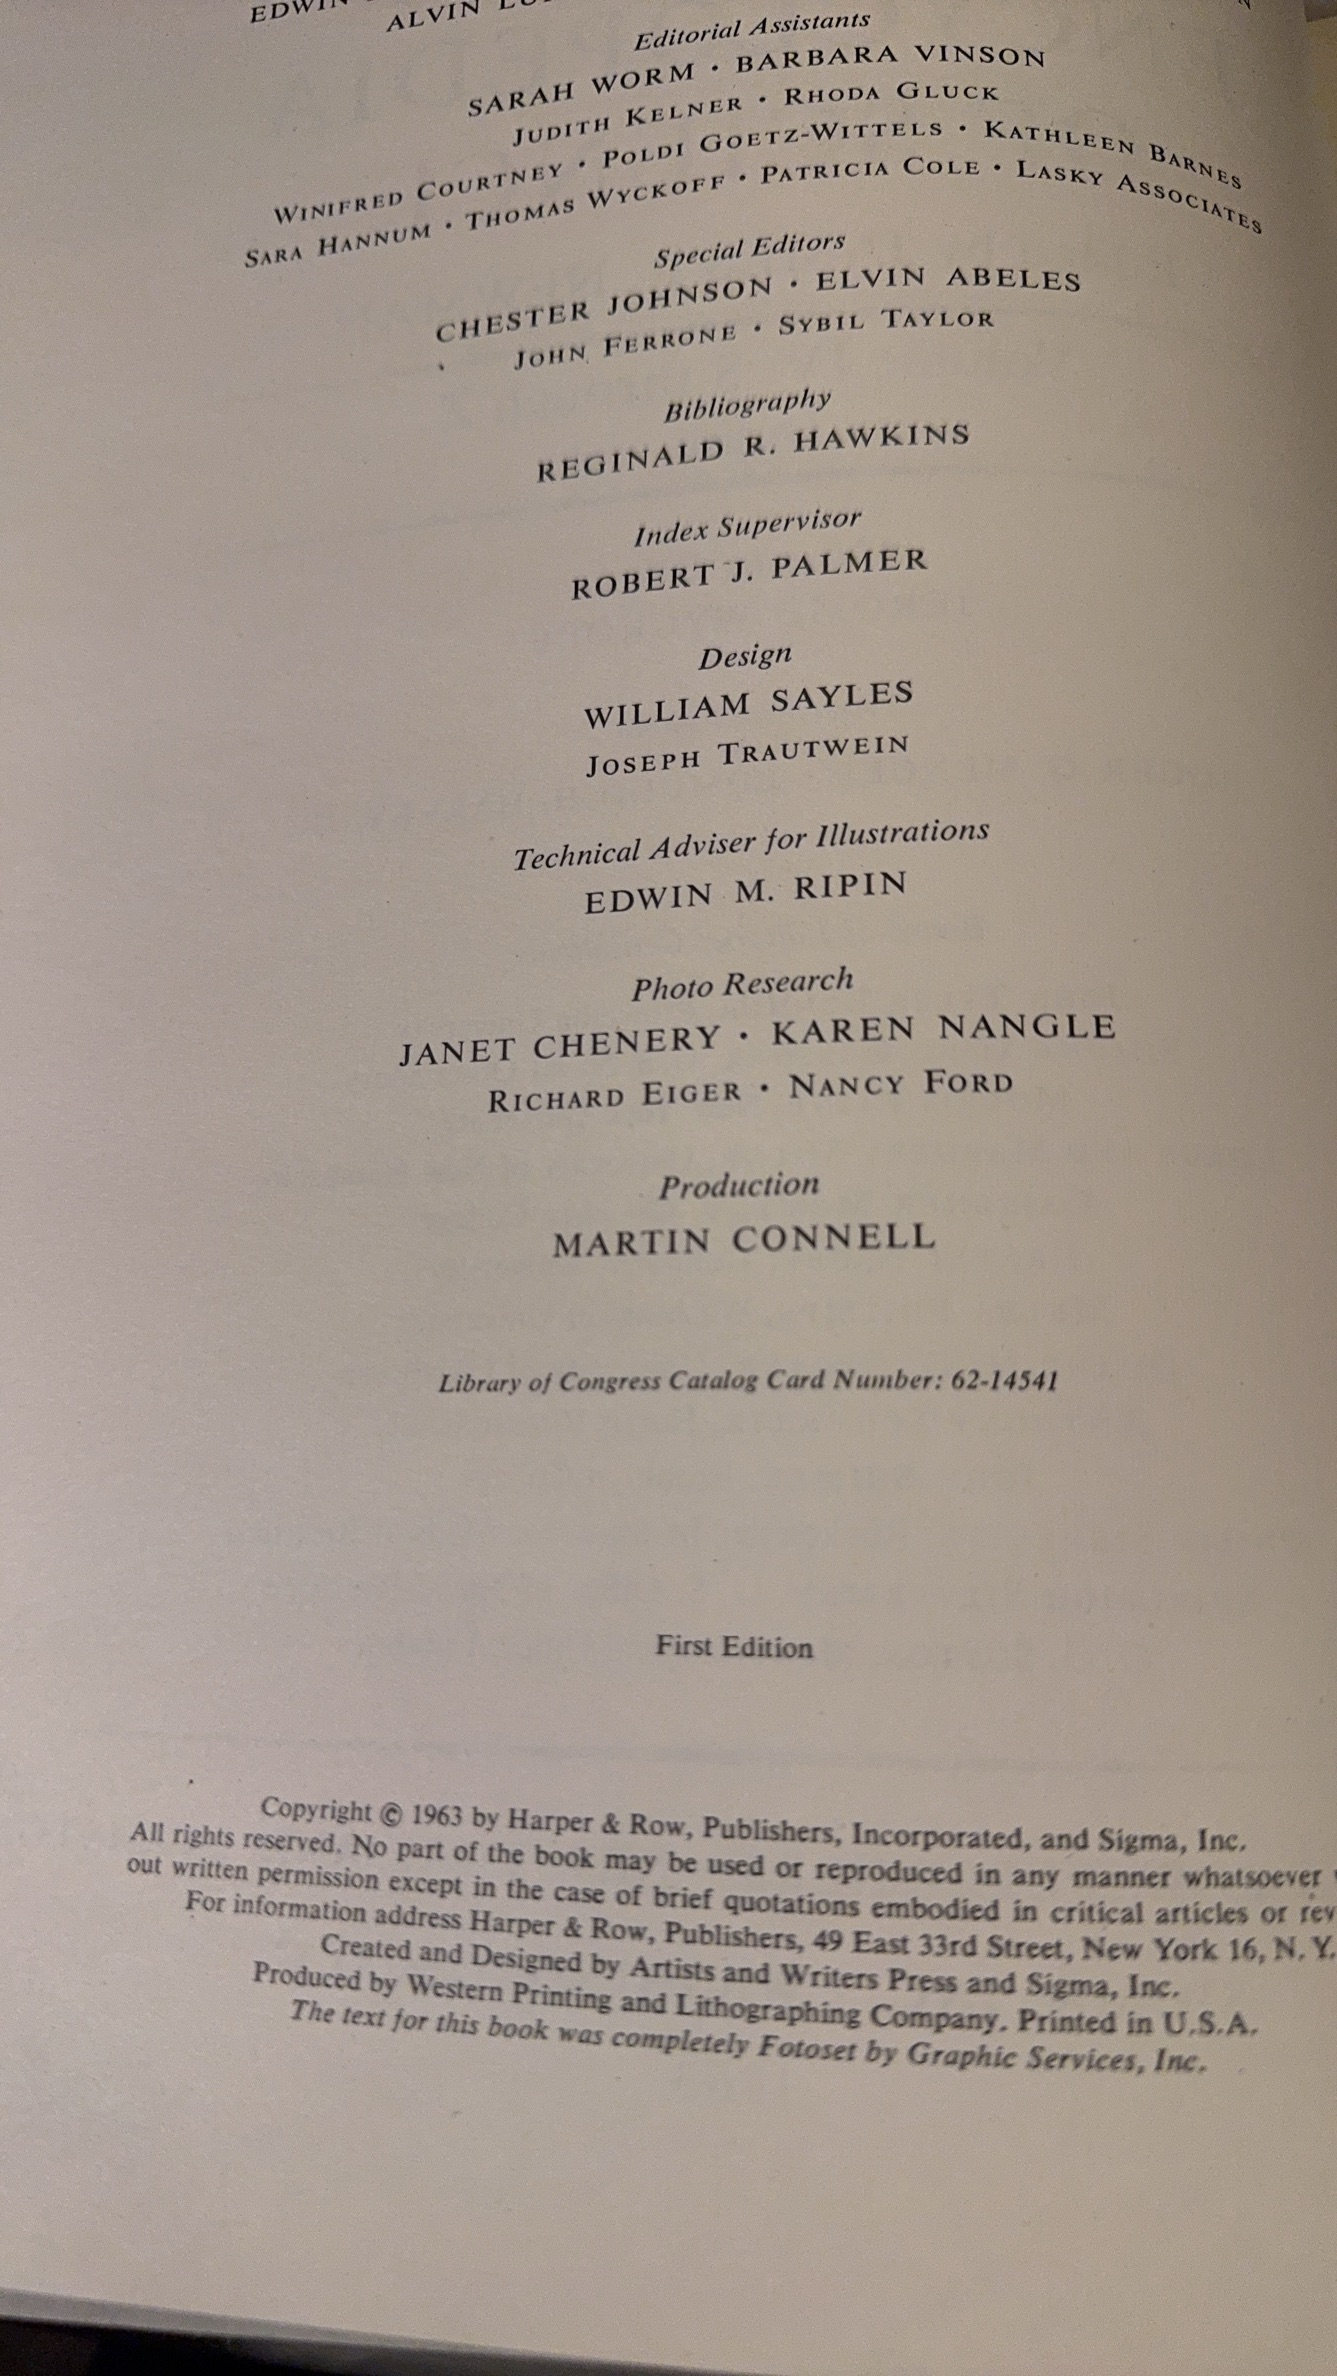 EDWIN
ALVIN
Editorial Assistants
SARAH WORM • BARBARA VINSON
JUDITH KELNER • RHODA GLUCK
WINIFRED COURTNEY • POLDI GOETZ-WITTELS • KATHLEEN BARNES
SARA HANNUM • THOMAS WYCKOFF • PATRICIA COLE • LASKY ASSOCIATES
Special Editors
CHESTER JOHNSON • ELVIN ABELES
JOHN FERRONE • SYBIL TAYLOR
Bibliography
REGINALD R. HAWKINS
Index Supervisor
ROBERT J. PALMER
Design
WILLIAM SAYLES
JOSEPH TRAUTWEIN
Technical Adviser for Illustrations
EDWIN M. RIPIN
Photo Research
JANET CHENERY • KAREN NANGLE
RICHARD EIGER • NANCY FORD
Production
MARTIN CONNELL
Library of Congress Catalog Card Number: 62-14541
First Edition
Copyright © 1963 by Harper & Row, Publishers, Incorporated, and Sigma, Inc.
All rights reserved. No part of the book may be used or reproduced in any manner whatsoever
out written permission except in the case of brief quotations embodied in critical articles or rev
For information address Harper & Row, Publishers, 49 East 33rd Street, New York 16, N.Y.
Created and Designed by Artists and Writers Press and Sigma, Inc.
Produced by Western Printing and Lithographing Company. Printed in U.S.A.
The text for this book was completely Fotoset by Graphic Services, Inc.